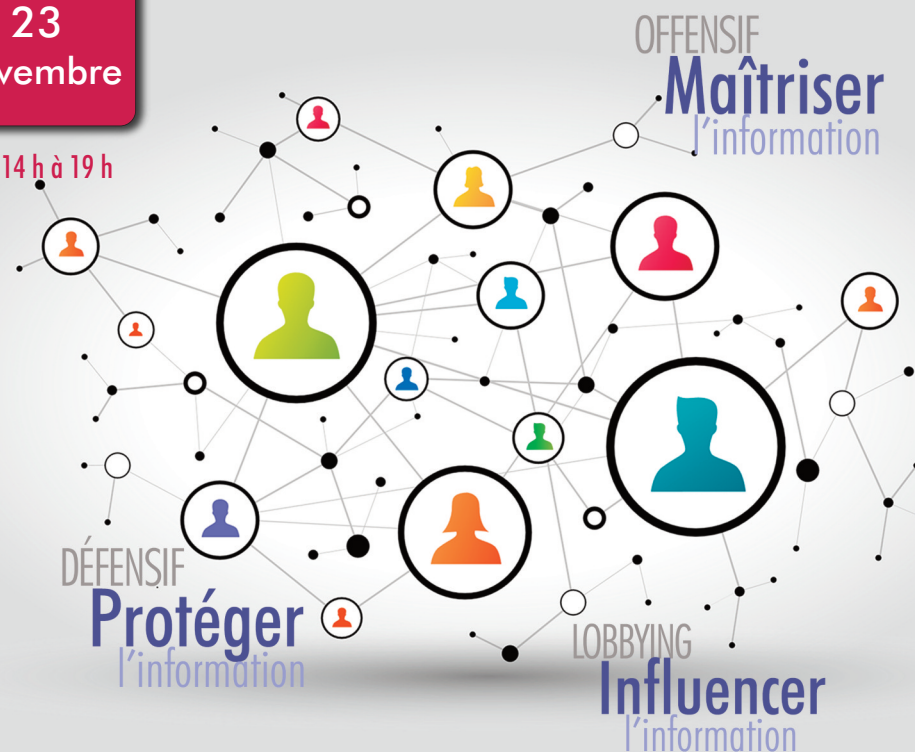 23
vembre
14 h à 19 h
OFFENSIF
Maîtriser
l'information
DÉFENSIF
Protéger
l'information
LOBBYING
Influencer
l'information